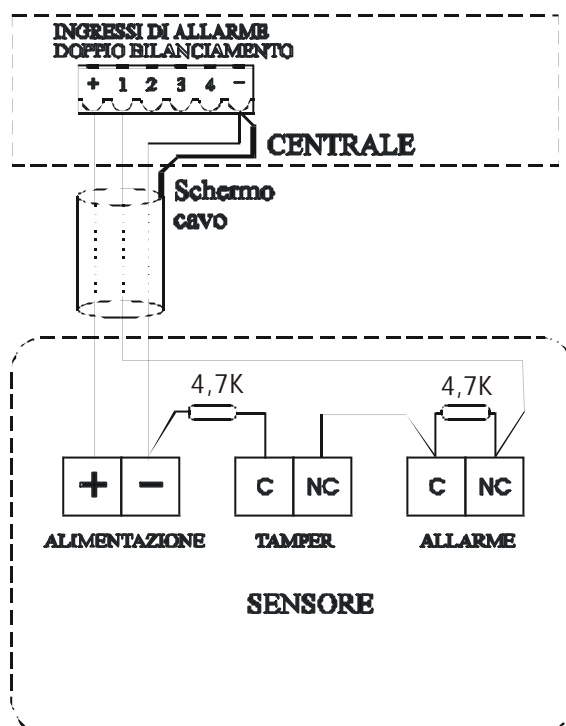 INGRESSI DI ALLARME
DOPPIO BILANCIAMENTO
+ 1 2 3 4 −
CENTRALE
Schermo
cavo
4,7K 4,7K
+ − C NC C NC
ALIMENTAZIONE TAMPER ALLARME
SENSORE